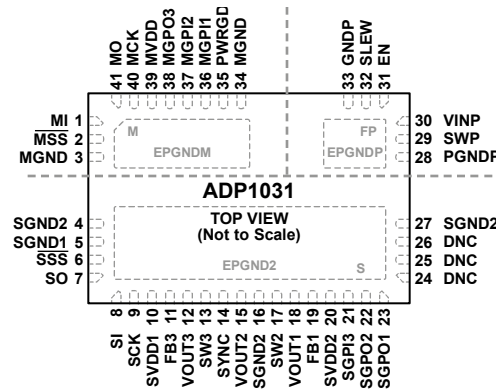 41 MO
40 MCK
39 MVDD
38 MGPO3
37 MGPI2
36 MGPI1
35 PWRGD
34 MGND
33 GNDP
32 SLEW
31 EN
MI 1
MSS 2
MGND 3
M
EPGNDM
FP
EPGNDP
30 VINP
29 SWP
28 PGNDP
ADP1031
TOP VIEW
(Not to Scale)
SGND2 4
SGND1 5
SSS 6
SO 7
EPGND2
S
27 SGND2
26 DNC
25 DNC
24 DNC
SI 8
SCK 9
SVDD1 10
FB3 11
VOUT3 12
SW3 13
SYNC 14
VOUT2 15
SGND2 16
SW2 17
VOUT1 18
FB1 19
SVDD2 20
SGPI3 21
SGPO2 22
SGPO1 23